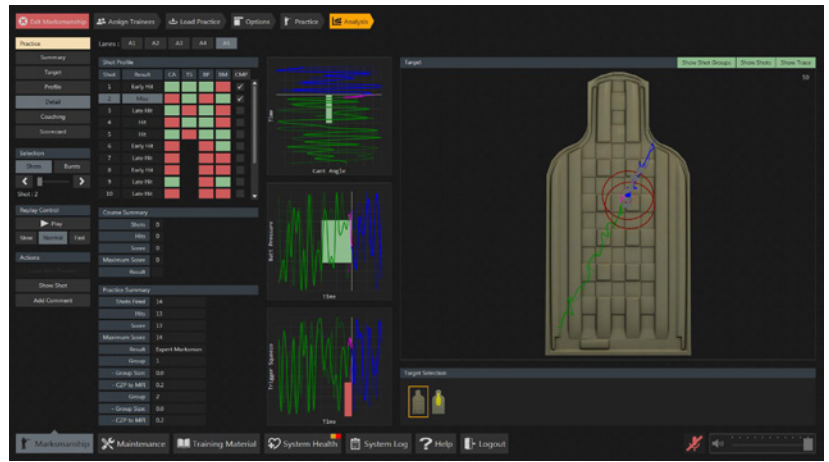 Exit Marksmanship
Assign Trainees
Load Practice
Options
Practice
Analysis
Practice
Summary
Target
Profile
Detail
Coaching
Scorecard
Selection
Shots Bursts
Shot : 2
Replay Control
Play
Slow Normal Fast
Actions
Show Shot
Add Comment
Lanes : A1 A2 A3 A4 A5
Shot Profile
Shot Result CA TS BP BM CMP
1 Early Hit
2 Miss
3 Late Hit
4 Hit
5 Hit
6 Early Hit
7 Late Hit
8 Early Hit
9 Late Hit
10 Late Hit
Course Summary
Shots 0
Hits 0
Score 0
Maximum Score 0
Result
Practice Summary
Shots Fired 14
Hits 13
Score 13
Maximum Score 14
Result Expert Marksman
Group 1
- Group Size 0.0
- CZP to MPI 0.2
Group 2
- Group Size 0.0
- CZP to MPI 0.2
Time
Cant Angle
Butt Pressure
Time
Trigger Squeeze
Time
Target
Show Shot Groups Show Shots Show Trace
50
Target Selection
Marksmanship
Maintenance
Training Material
System Health
System Log
Help
Logout